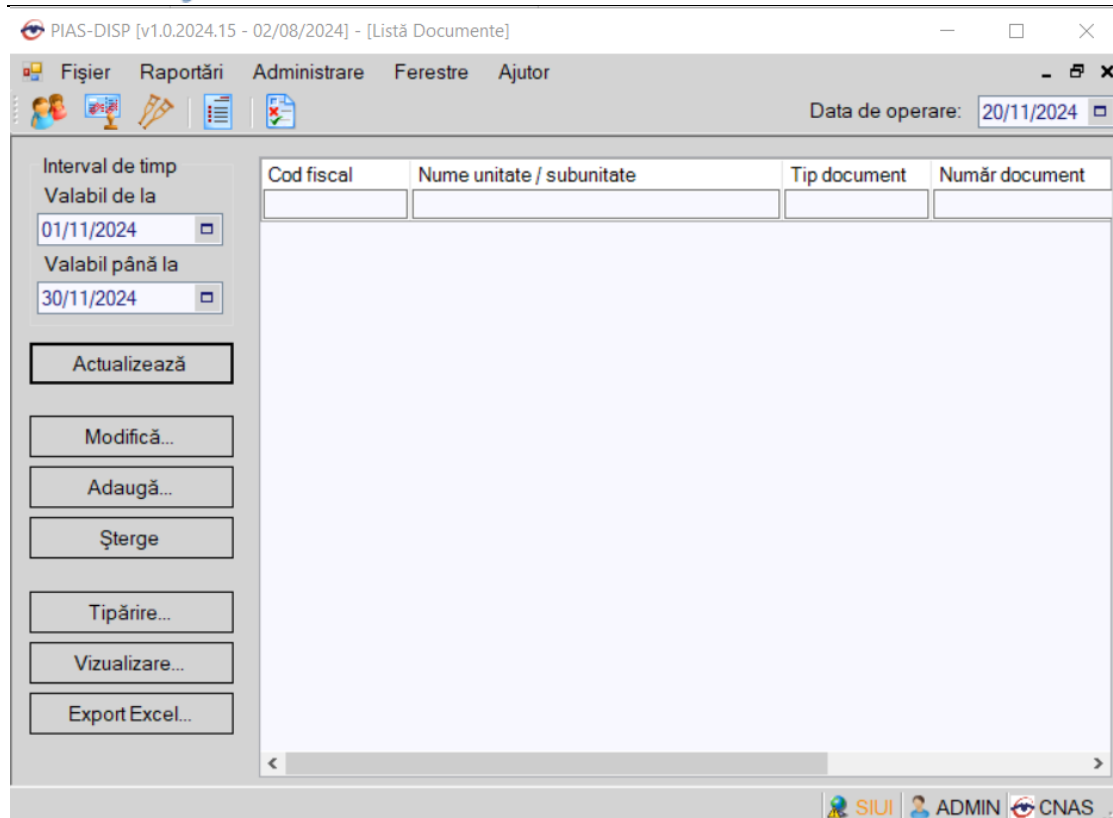 PIAS-DISP [v1.0.2024.15 - 02/08/2024] - [Listă Documente]
Fişier Raportări Administrare Ferestre Ajutor
Data de operare: 20/11/2024
Interval de timp
Valabil de la
01/11/2024
Valabil până la
30/11/2024
Actualizează
Modifică...
Adaugă...
Şterge
Tipărire...
Vizualizare...
Export Excel...
Cod fiscal Nume unitate / subunitate Tip document Număr document
SIUI ADMIN CNAS